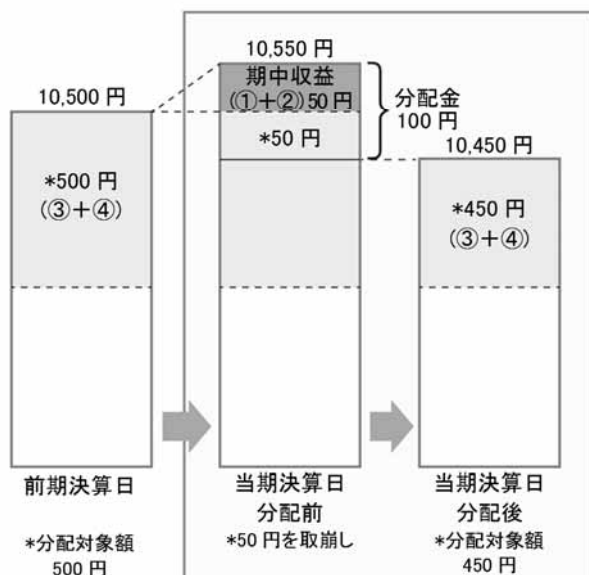 10,500 円
*500 円
(③+④)
前期決算日
*分配対象額
500 円
10,550 円
期中収益
(①+②) 50 円
*50 円
分配金
100 円
当期決算日
分配前
*50 円を取崩し
10,450 円
*450 円
(③+④)
当期決算日
分配後
*分配対象額
450 円